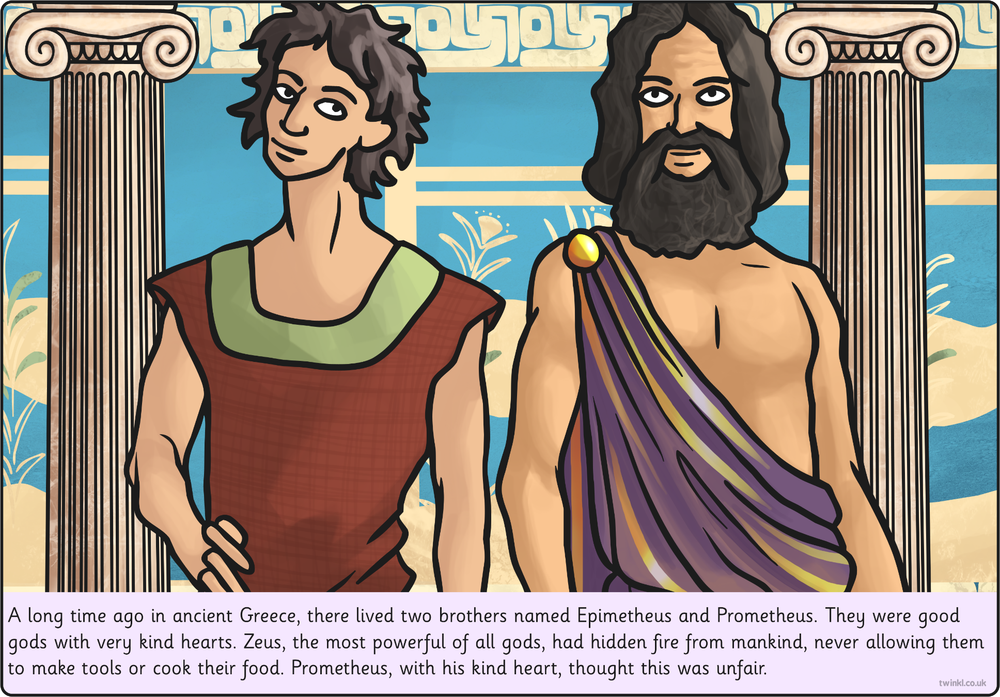 A long time ago in ancient Greece, there lived two brothers named Epimetheus and Prometheus. They were good
gods with very kind hearts. Zeus, the most powerful of all gods, had hidden fire from mankind, never allowing them
to make tools or cook their food. Prometheus, with his kind heart, thought this was unfair.
twinkl.co.uk